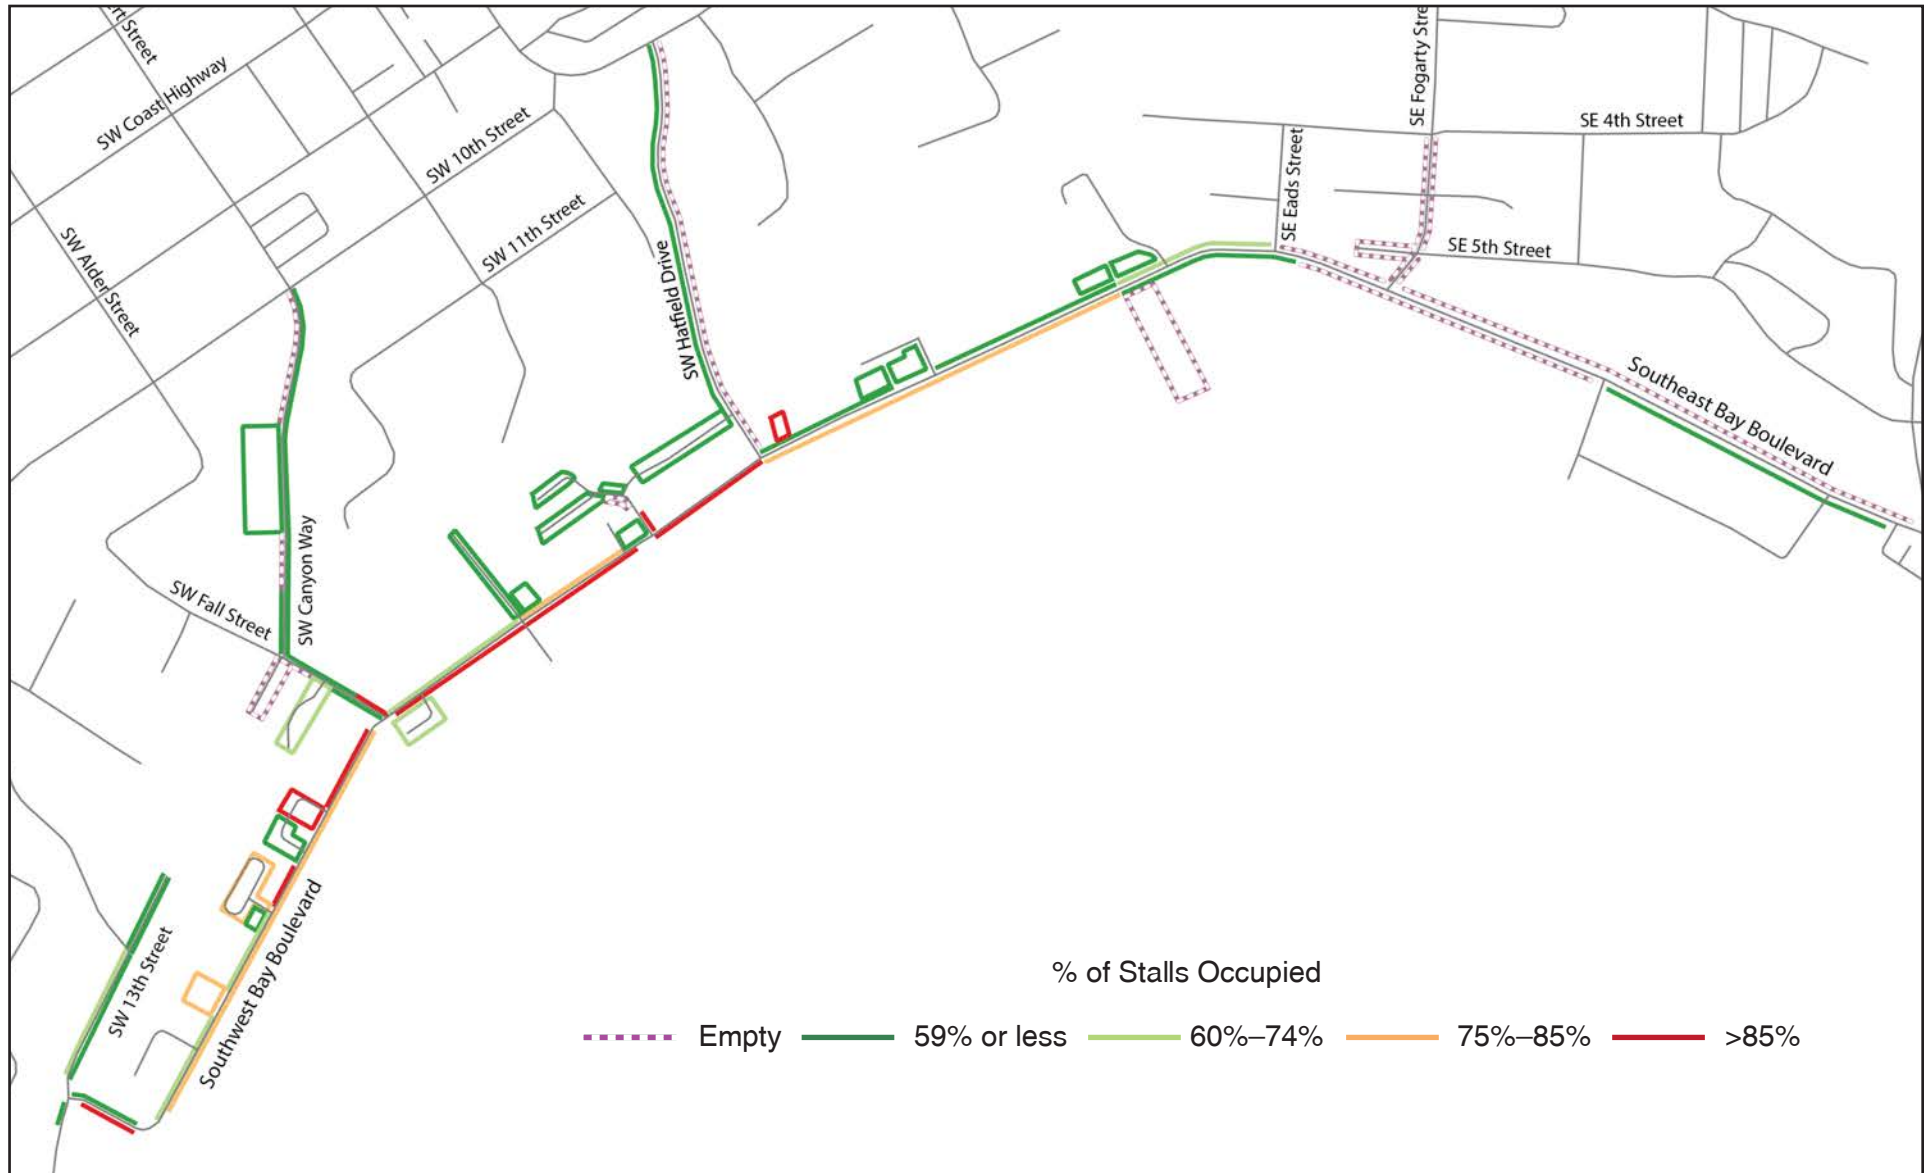 rt Street
SW Coast Highway
SW 10th Street
SW 11th Street
SW Alder Street
SW Hatfield Drive
SE Fogarty Stre
SE 4th Street
SE Eads Street
SE 5th Street
Southeast Bay Boulevard
SW Canyon Way
SW Fall Street
SW 13th Street
Southwest Bay Boulevard
% of Stalls Occupied
Empty 59% or less 60%–74% 75%–85% >85%